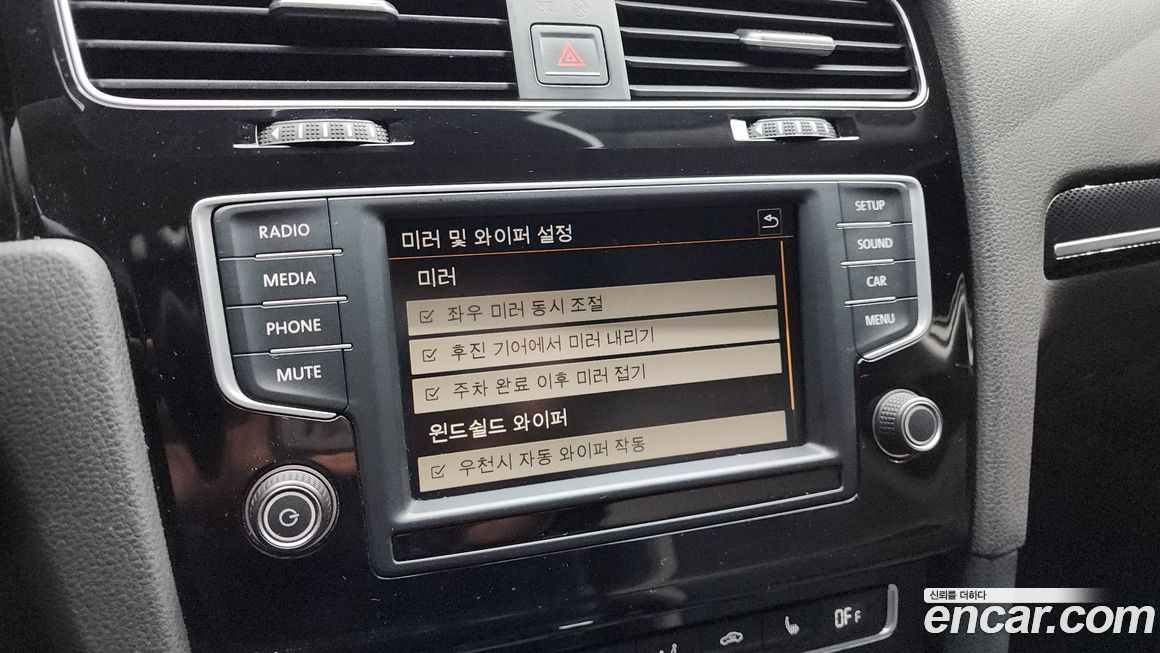 RADIO
MEDIA
PHONE
MUTE
미러 및 와이퍼 설정
미러
좌우 미러 동시 조절
후진 기어에서 미러 내리기
주차 완료 이후 미러 접기
윈드쉴드 와이퍼
우천시 자동 와이퍼 작동
SETUP
SOUND
CAR
MENU
OFF
신뢰를 더하다
encar.com